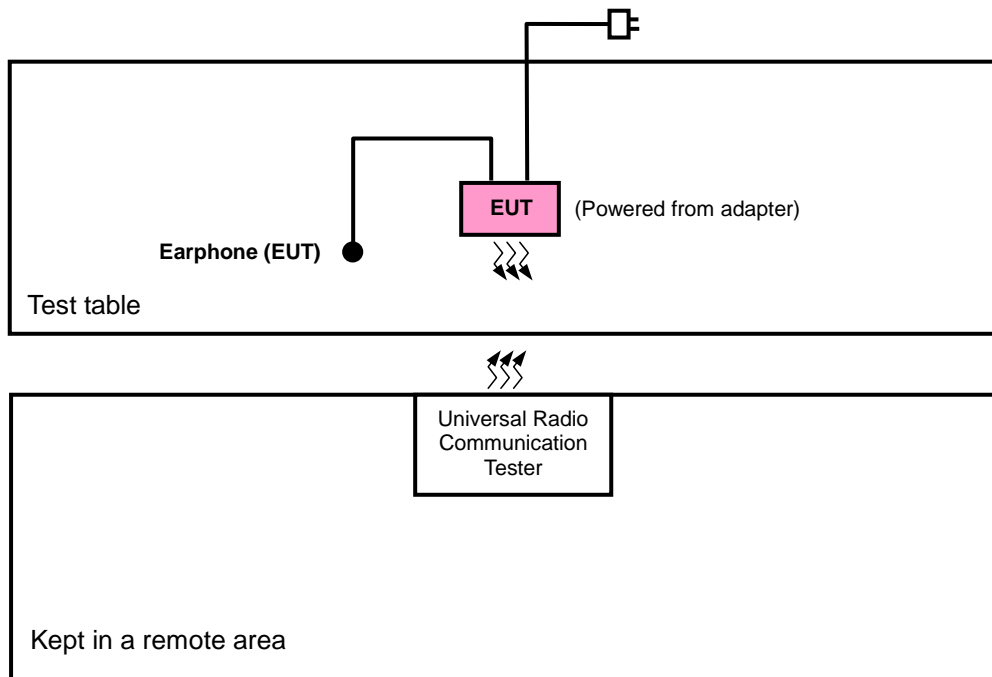 EUT
(Powered from adapter)
Earphone (EUT)
Test table
Universal Radio
Communication
Tester
Kept in a remote area